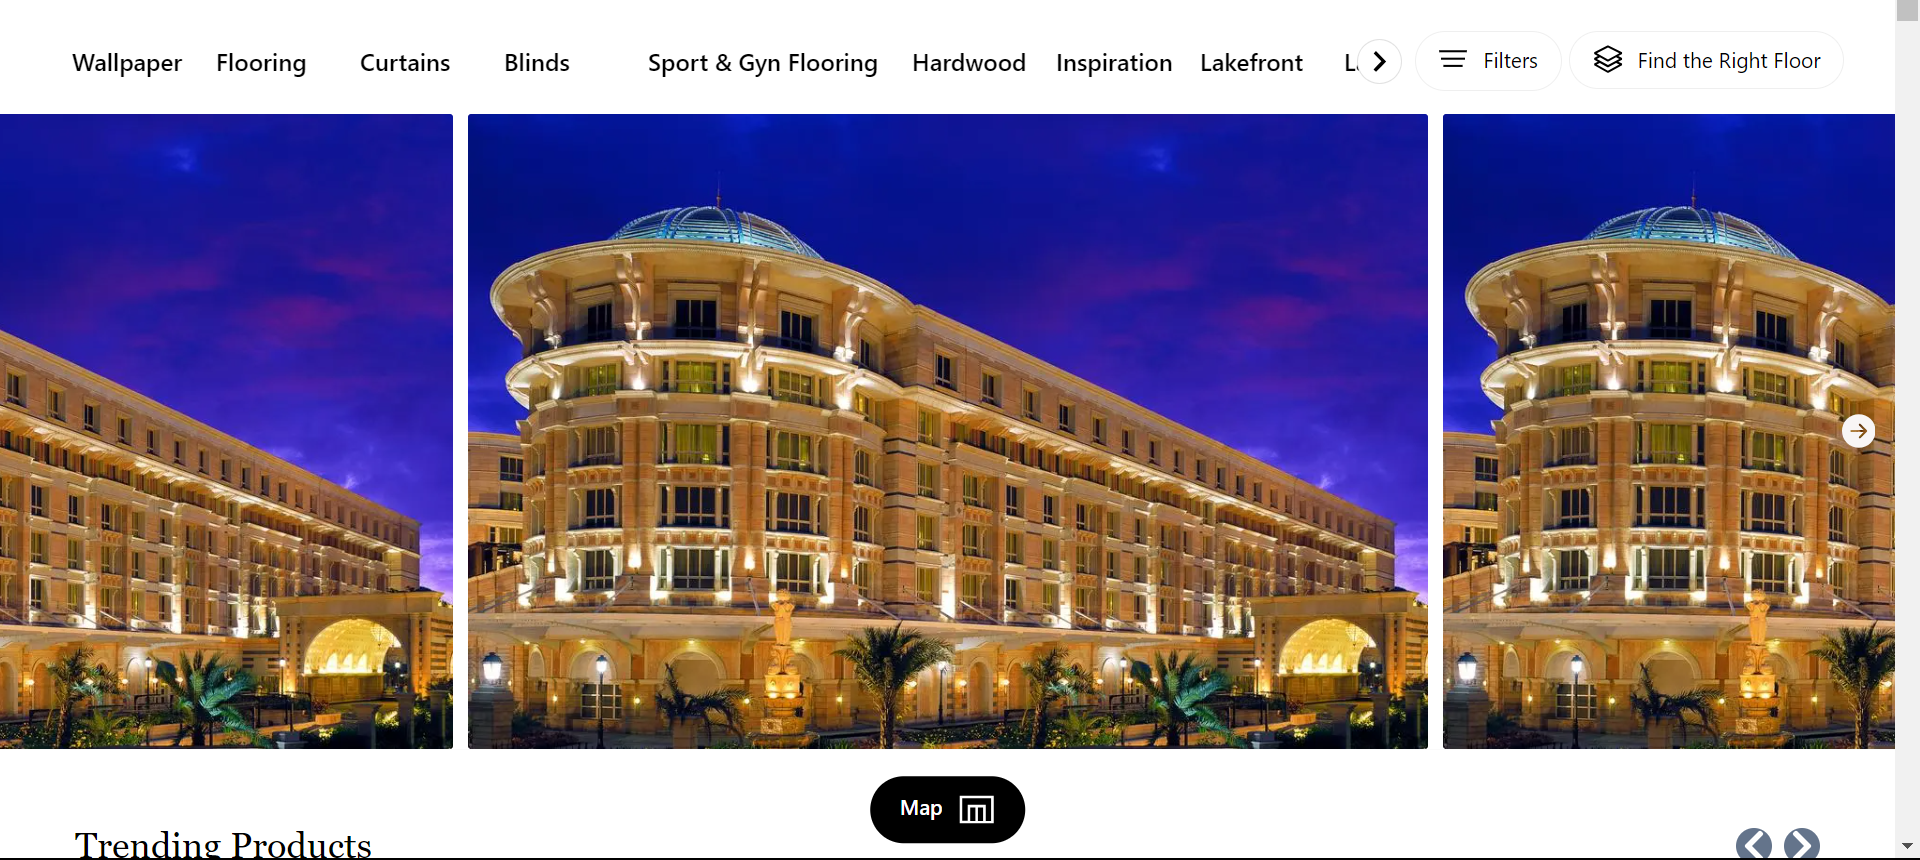 Wallpaper Flooring Curtains Blinds Sport & Gyn Flooring Hardwood Inspiration Lakefront Filters Find the Right Floor
Map
Trending Products